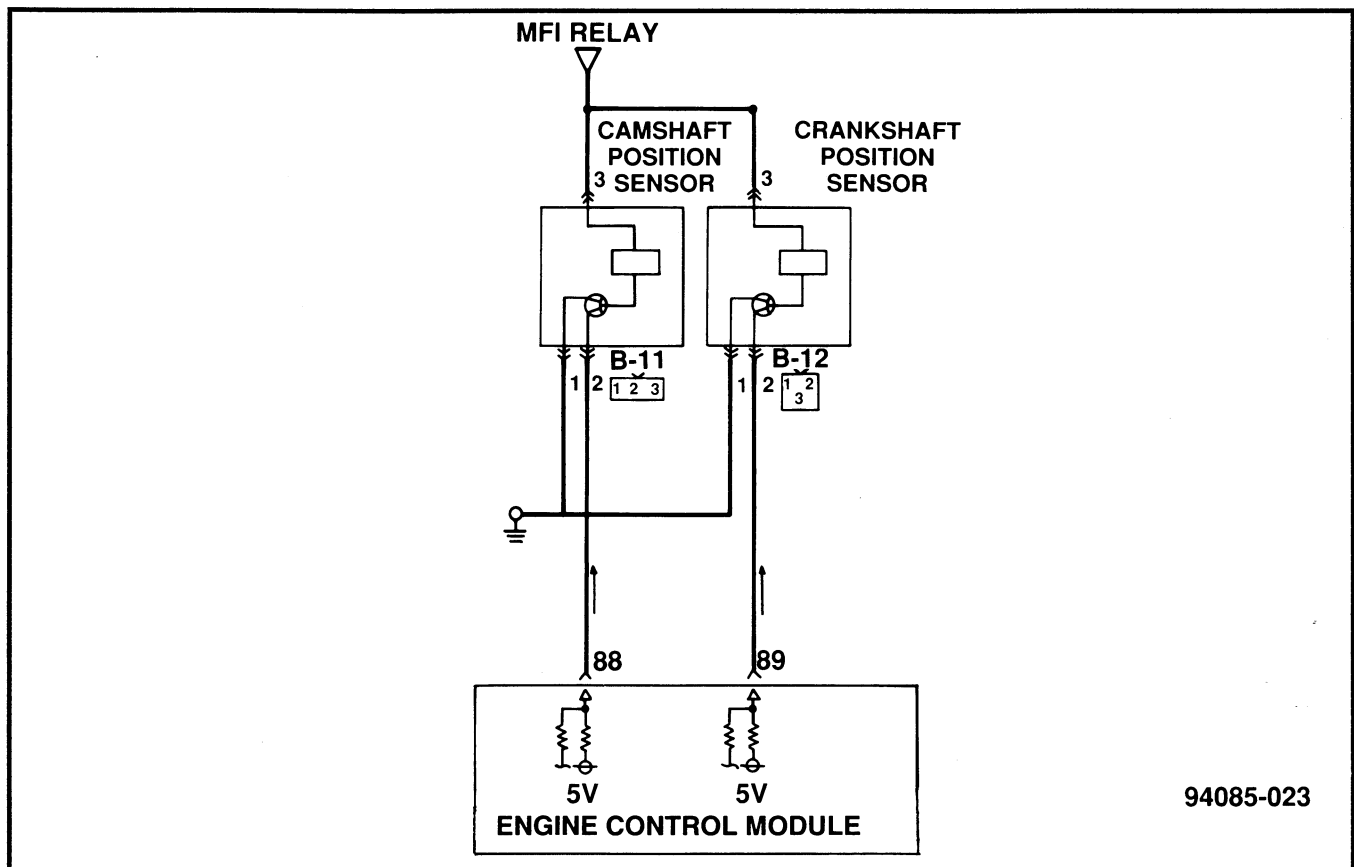 MFI RELAY
CAMSHAFT
POSITION
SENSOR
3
CRANKSHAFT
POSITION
SENSOR
3
B-11
1 2
1 2 3
B-12
1 2
1 2
3
88
89
5V
5V
ENGINE CONTROL MODULE
94085-023